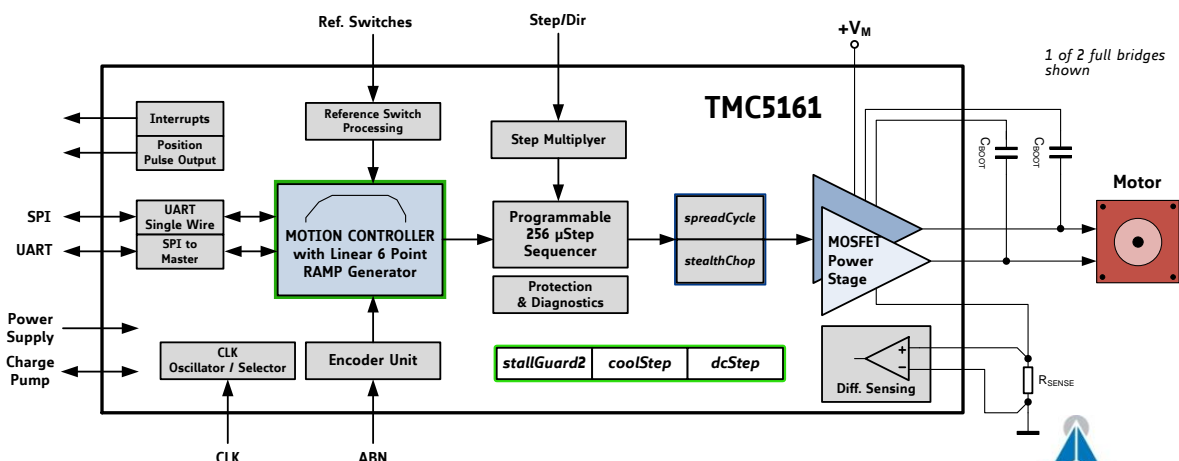 Ref. Switches
Step/Dir
+VM
1 of 2 full bridges
shown
TMC5161
Interrupts
Position
Pulse Output
Reference Switch
Processing
Step Multiplyer
CBOOT
CBOOT
Motor
SPI
UART
UART
Single Wire
SPI to
Master
MOTION CONTROLLER
with Linear 6 Point
RAMP Generator
Programmable
256 µStep
Sequencer
spreadCycle
stealthChop
MOSFET
Power
Stage
Protection
& Diagnostics
Power
Supply
Charge
Pump
CLK
Oscillator / Selector
Encoder Unit
stallGuard2
coolStep
dcStep
+
−
Diff. Sensing
RSENSE
CLK
ABN